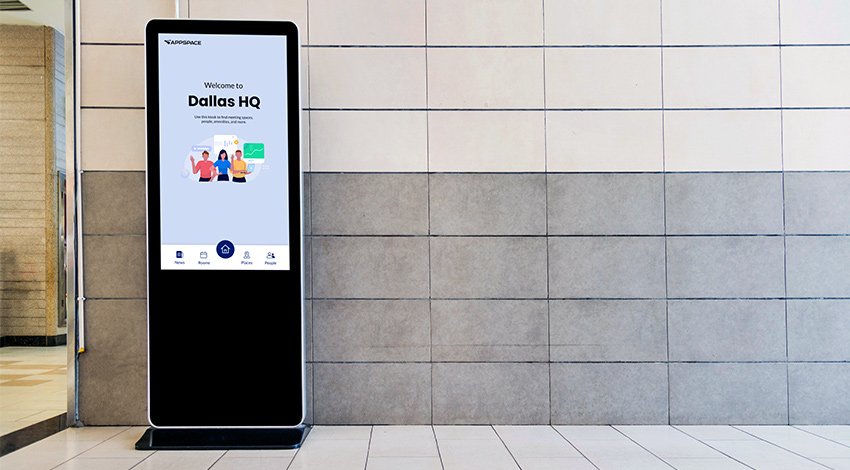 APPSPACE
Welcome to
Dallas HQ
Use this kiosk to find meeting spaces,
people, amenities, and more.
News
Rooms
Places
People